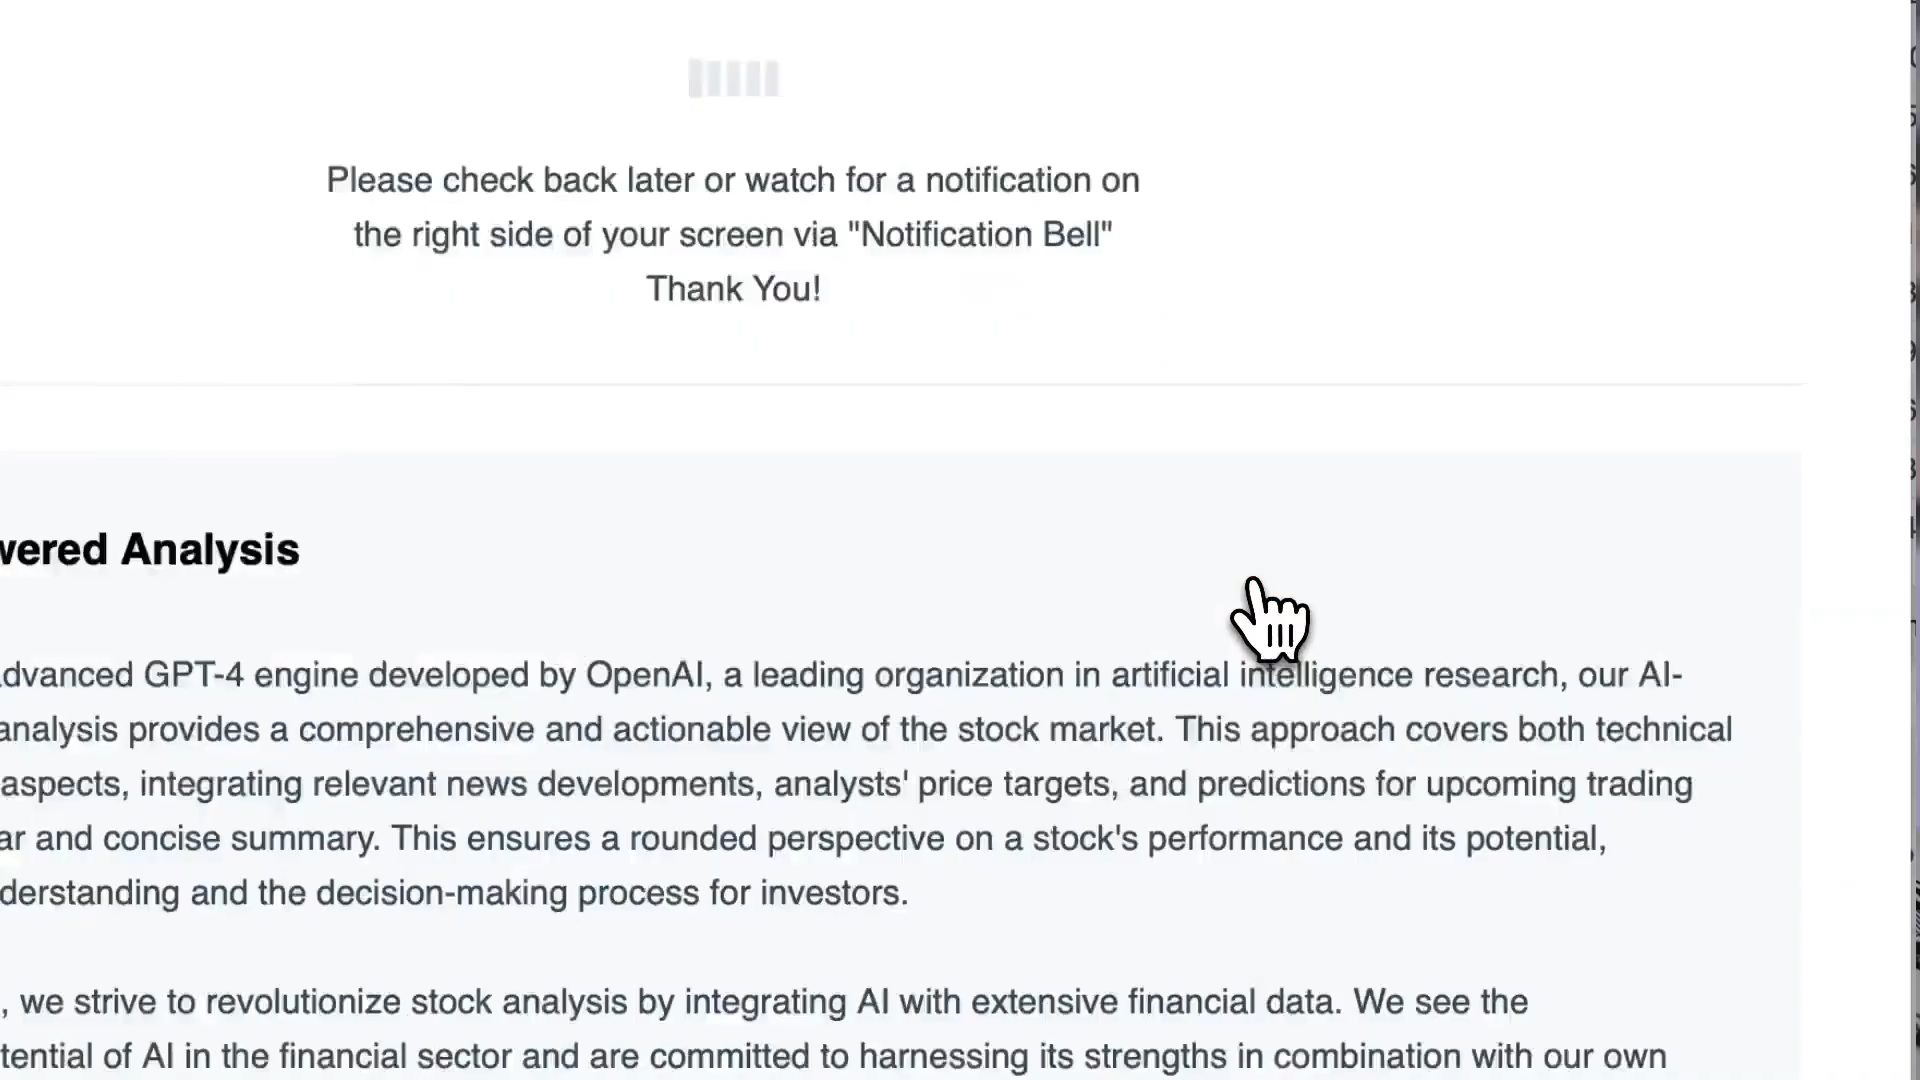 Please check back later or watch for a notification on
the right side of your screen via "Notification Bell"
Thank You!
Analysis
GPT-4 engine developed by OpenAI, a leading organization in artificial intelligence research, our AI-
analysis provides a comprehensive and actionable view of the stock market. This approach covers both technical
aspects, integrating relevant news developments, analysts' price targets, and predictions for upcoming trading
and concise summary. This ensures a rounded perspective on a stock's performance and its potential,
and the decision-making process for investors.
, we strive to revolutionize stock analysis by integrating AI with extensive financial data. We see the
of AI in the financial sector and are committed to harnessing its strengths in combination with our own